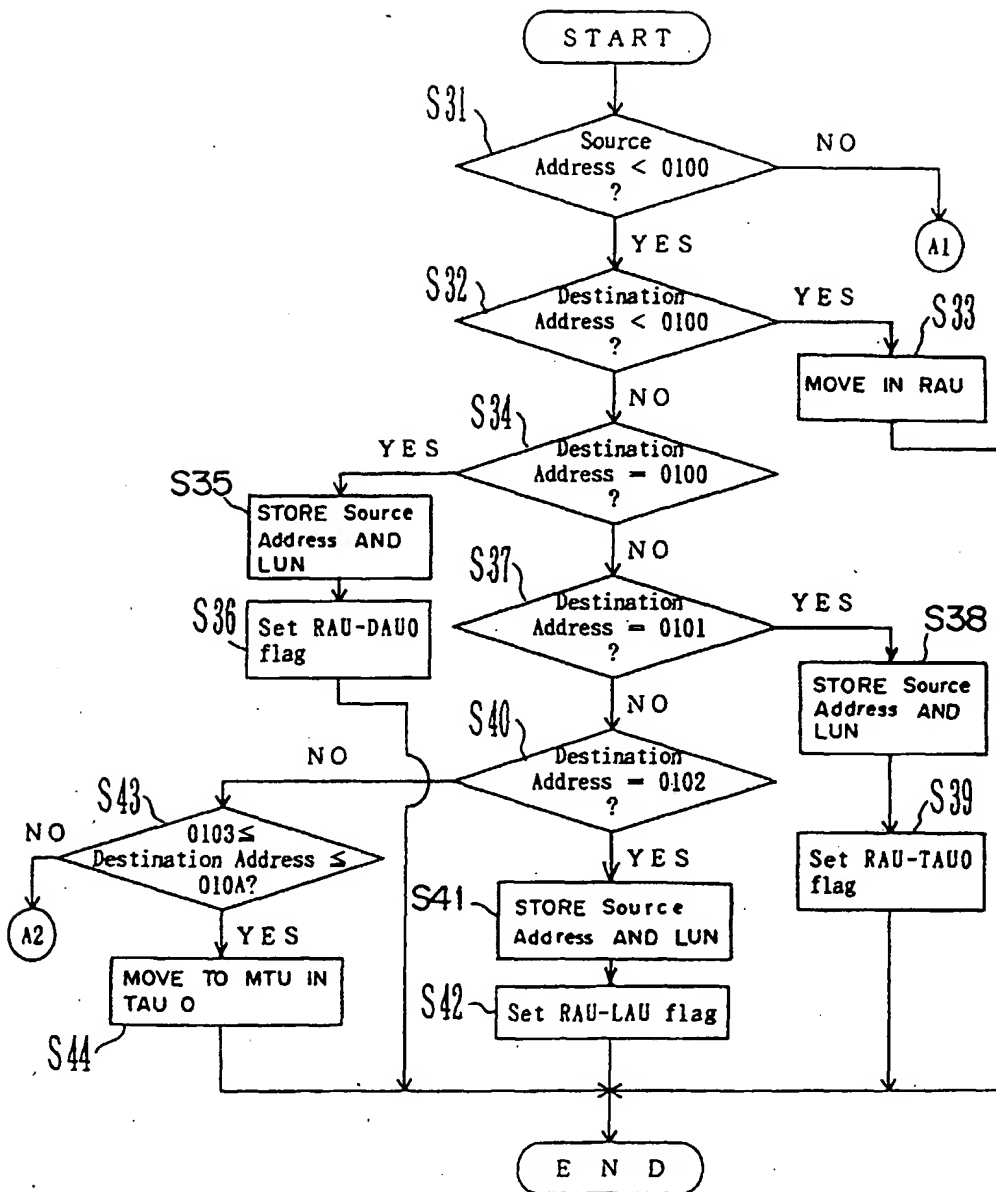 START
S31
Source
Address < 0100
?
NO
A1
YES
S32
Destination
Address < 0100
?
YES
S33
MOVE IN RAU
NO
S34
Destination
Address = 0100
?
YES
S35
STORE Source
Address AND
LUN
NO
S36
Set RAU-DAU0
flag
S37
Destination
Address = 0101
?
YES
S38
STORE Source
Address AND
LUN
NO
S40
Destination
Address = 0102
?
NO
S39
Set RAU-TAU0
flag
S43
0103≤
Destination Address ≤
010A?
NO
A2
YES
YES
S41
STORE Source
Address AND LUN
MOVE TO MTU IN
TAU 0
S44
S42
Set RAU-LAU flag
END